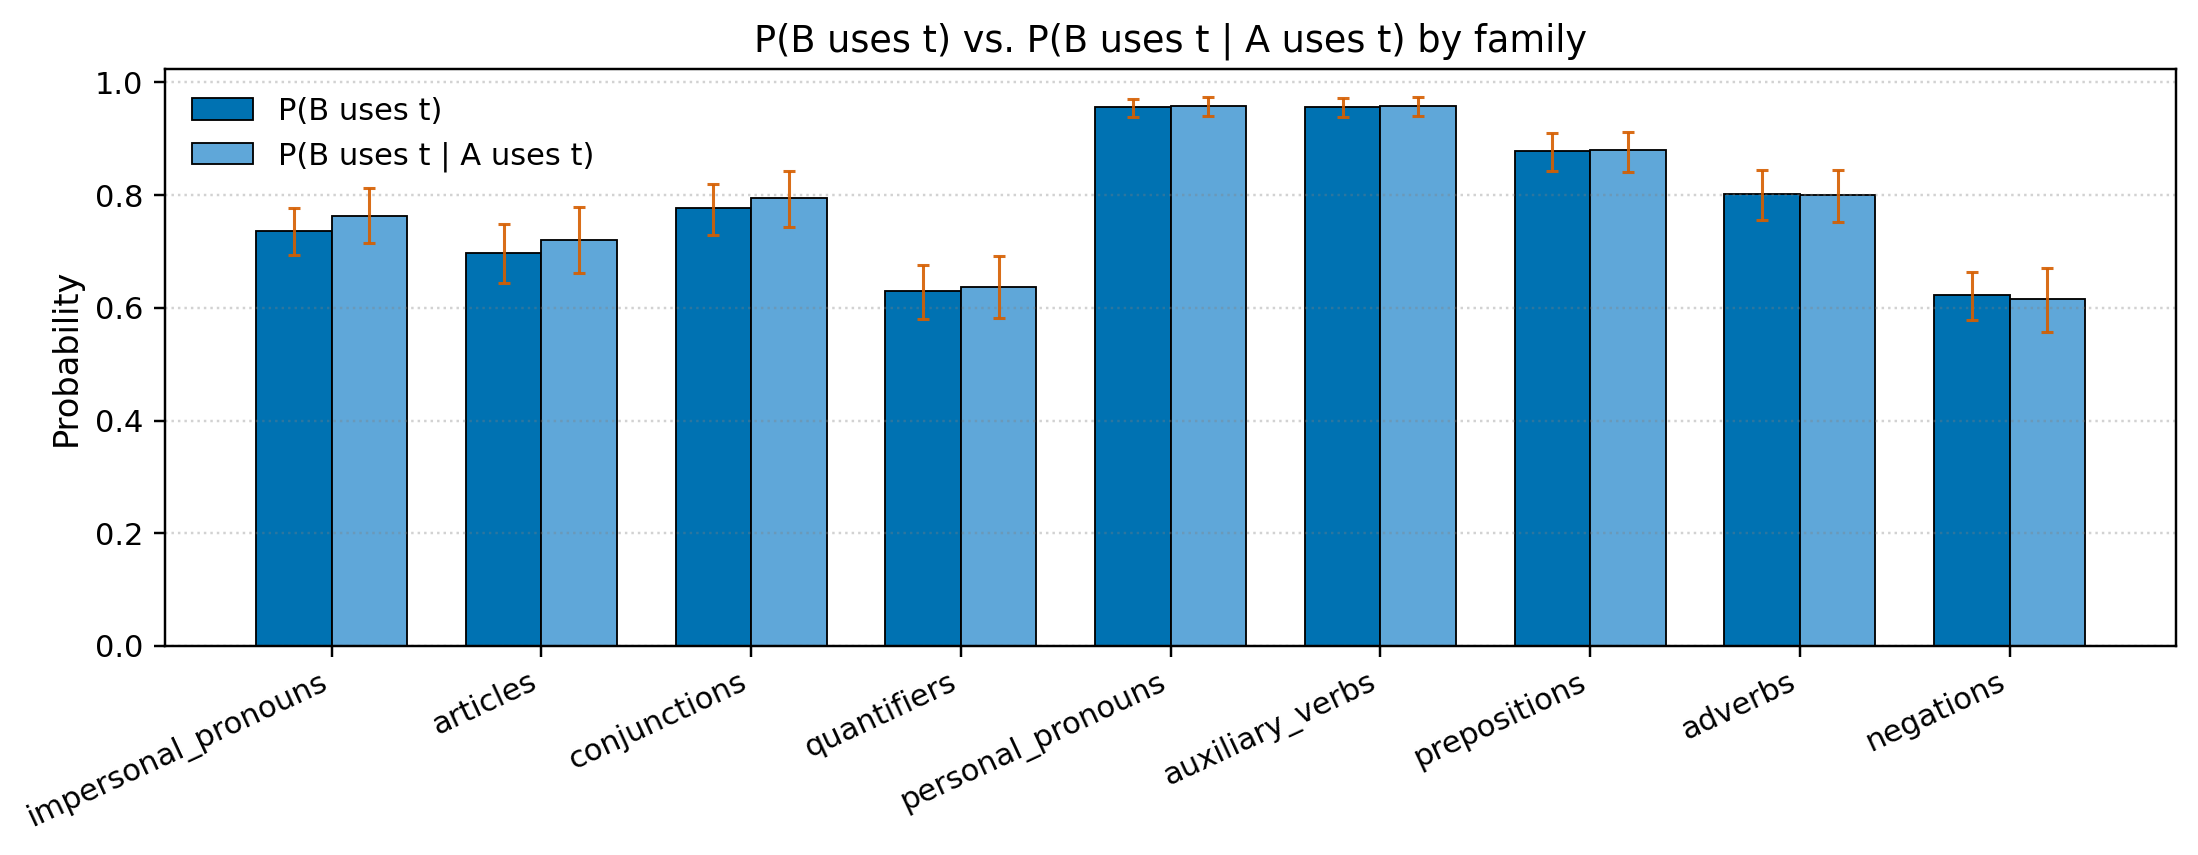 P(B uses t) vs. P(B uses t | A uses t) by family
P(B uses t)
P(B uses t | A uses t)
Probability
1.0
0.8
0.6
0.4
0.2
0.0
impersonal_pronouns
articles
conjunctions
quantifiers
personal_pronouns
auxiliary_verbs
prepositions
adverbs
negations